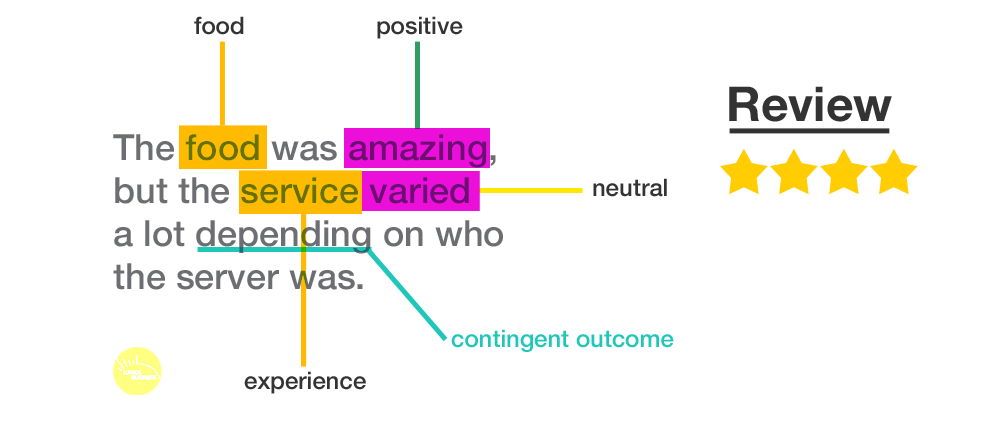 food
positive
Review
The food was amazing,
but the service varied
neutral
a lot depending on who
the server was.
contingent outcome
experience